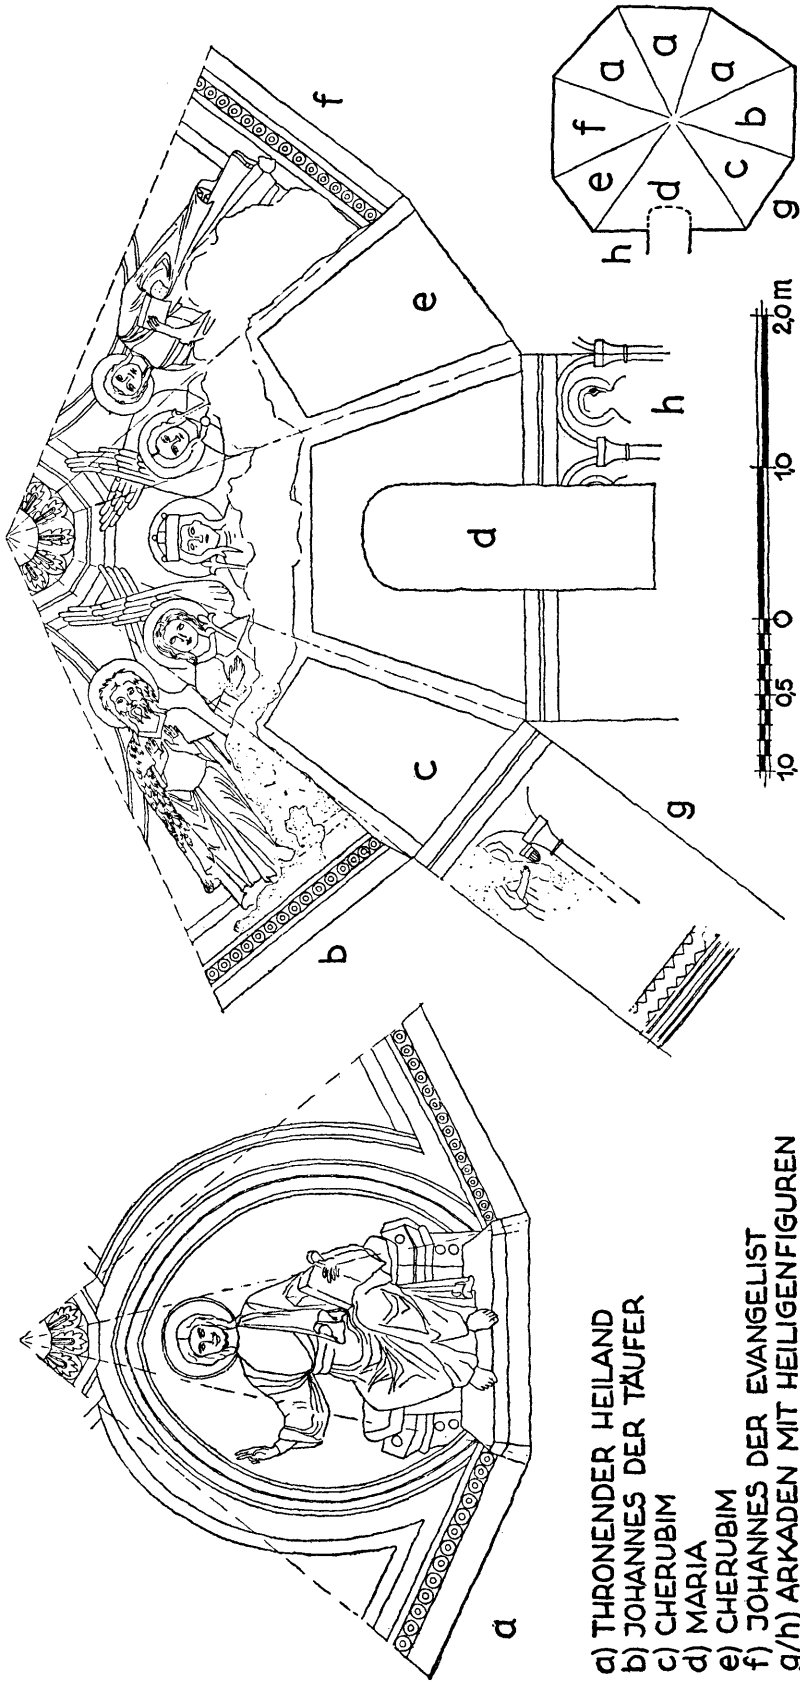 a) THRONENDER HEILAND
b) JOHANNES DER TÄUFER
c) CHERUBIM
d) MARIA
e) CHERUBIM
f) JOHANNES DER EVANGELIST
g/h) ARKADEN MIT HEILIGENFIGUREN
a
b
c
d
e
f
g
h
1,0 0,5 0 1,0 2,0 m
a
a
a
b
c
d
e
f
g
h